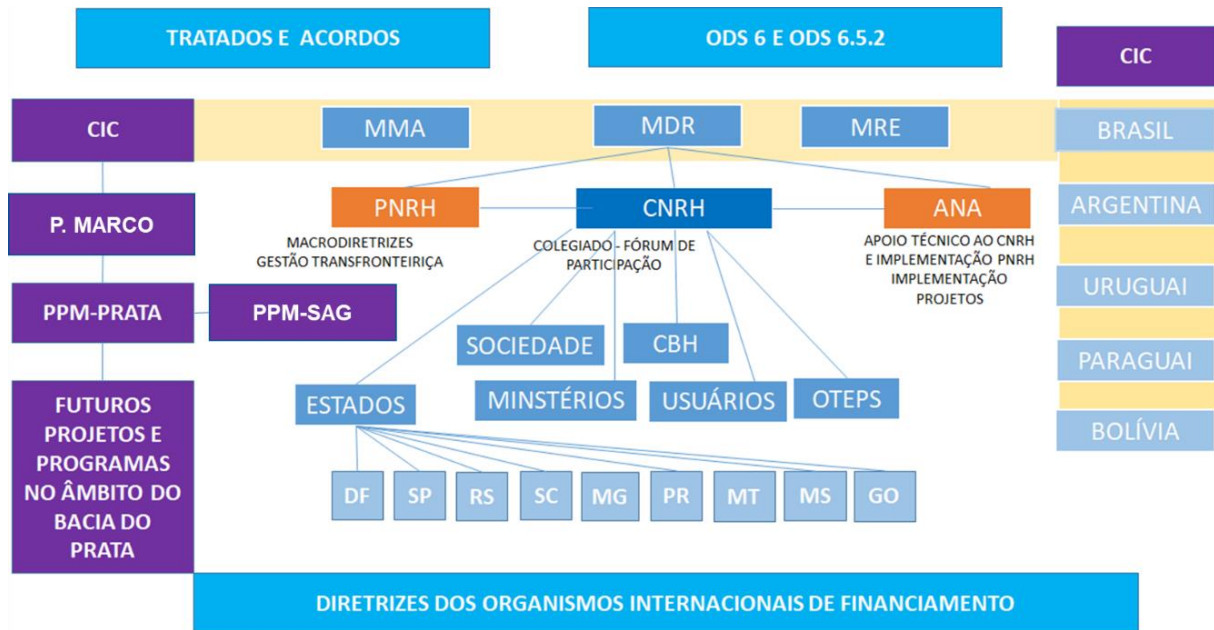 TRATADOS E ACORDOS
ODS 6 E ODS 6.5.2
CIC
CIC
MMA
MDR
MRE
BRASIL
P. MARCO
PNRH
CNRH
ANA
ARGENTINA
MACRODIRETRIZES
GESTÃO TRANSFRONTEIRIÇA
COLEGIADO - FÓRUM DE
PARTICIPAÇÃO
APOIO TÉCNICO AO CNRH
E IMPLEMENTAÇÃO PNRH
IMPLEMENTAÇÃO
PROJETOS
PPM-PRATA
PPM-SAG
URUGUAI
SOCIEDADE
CBH
PARAGUAI
ESTADOS
MINSTÉRIOS
USUÁRIOS
OTEPS
BOLÍVIA
FUTUROS
PROJETOS E
PROGRAMAS
NO ÂMBITO DO
BACIA DO
PRATA
DF
SP
RS
SC
MG
PR
MT
MS
GO
DIRETRIZES DOS ORGANISMOS INTERNACIONAIS DE FINANCIAMENTO